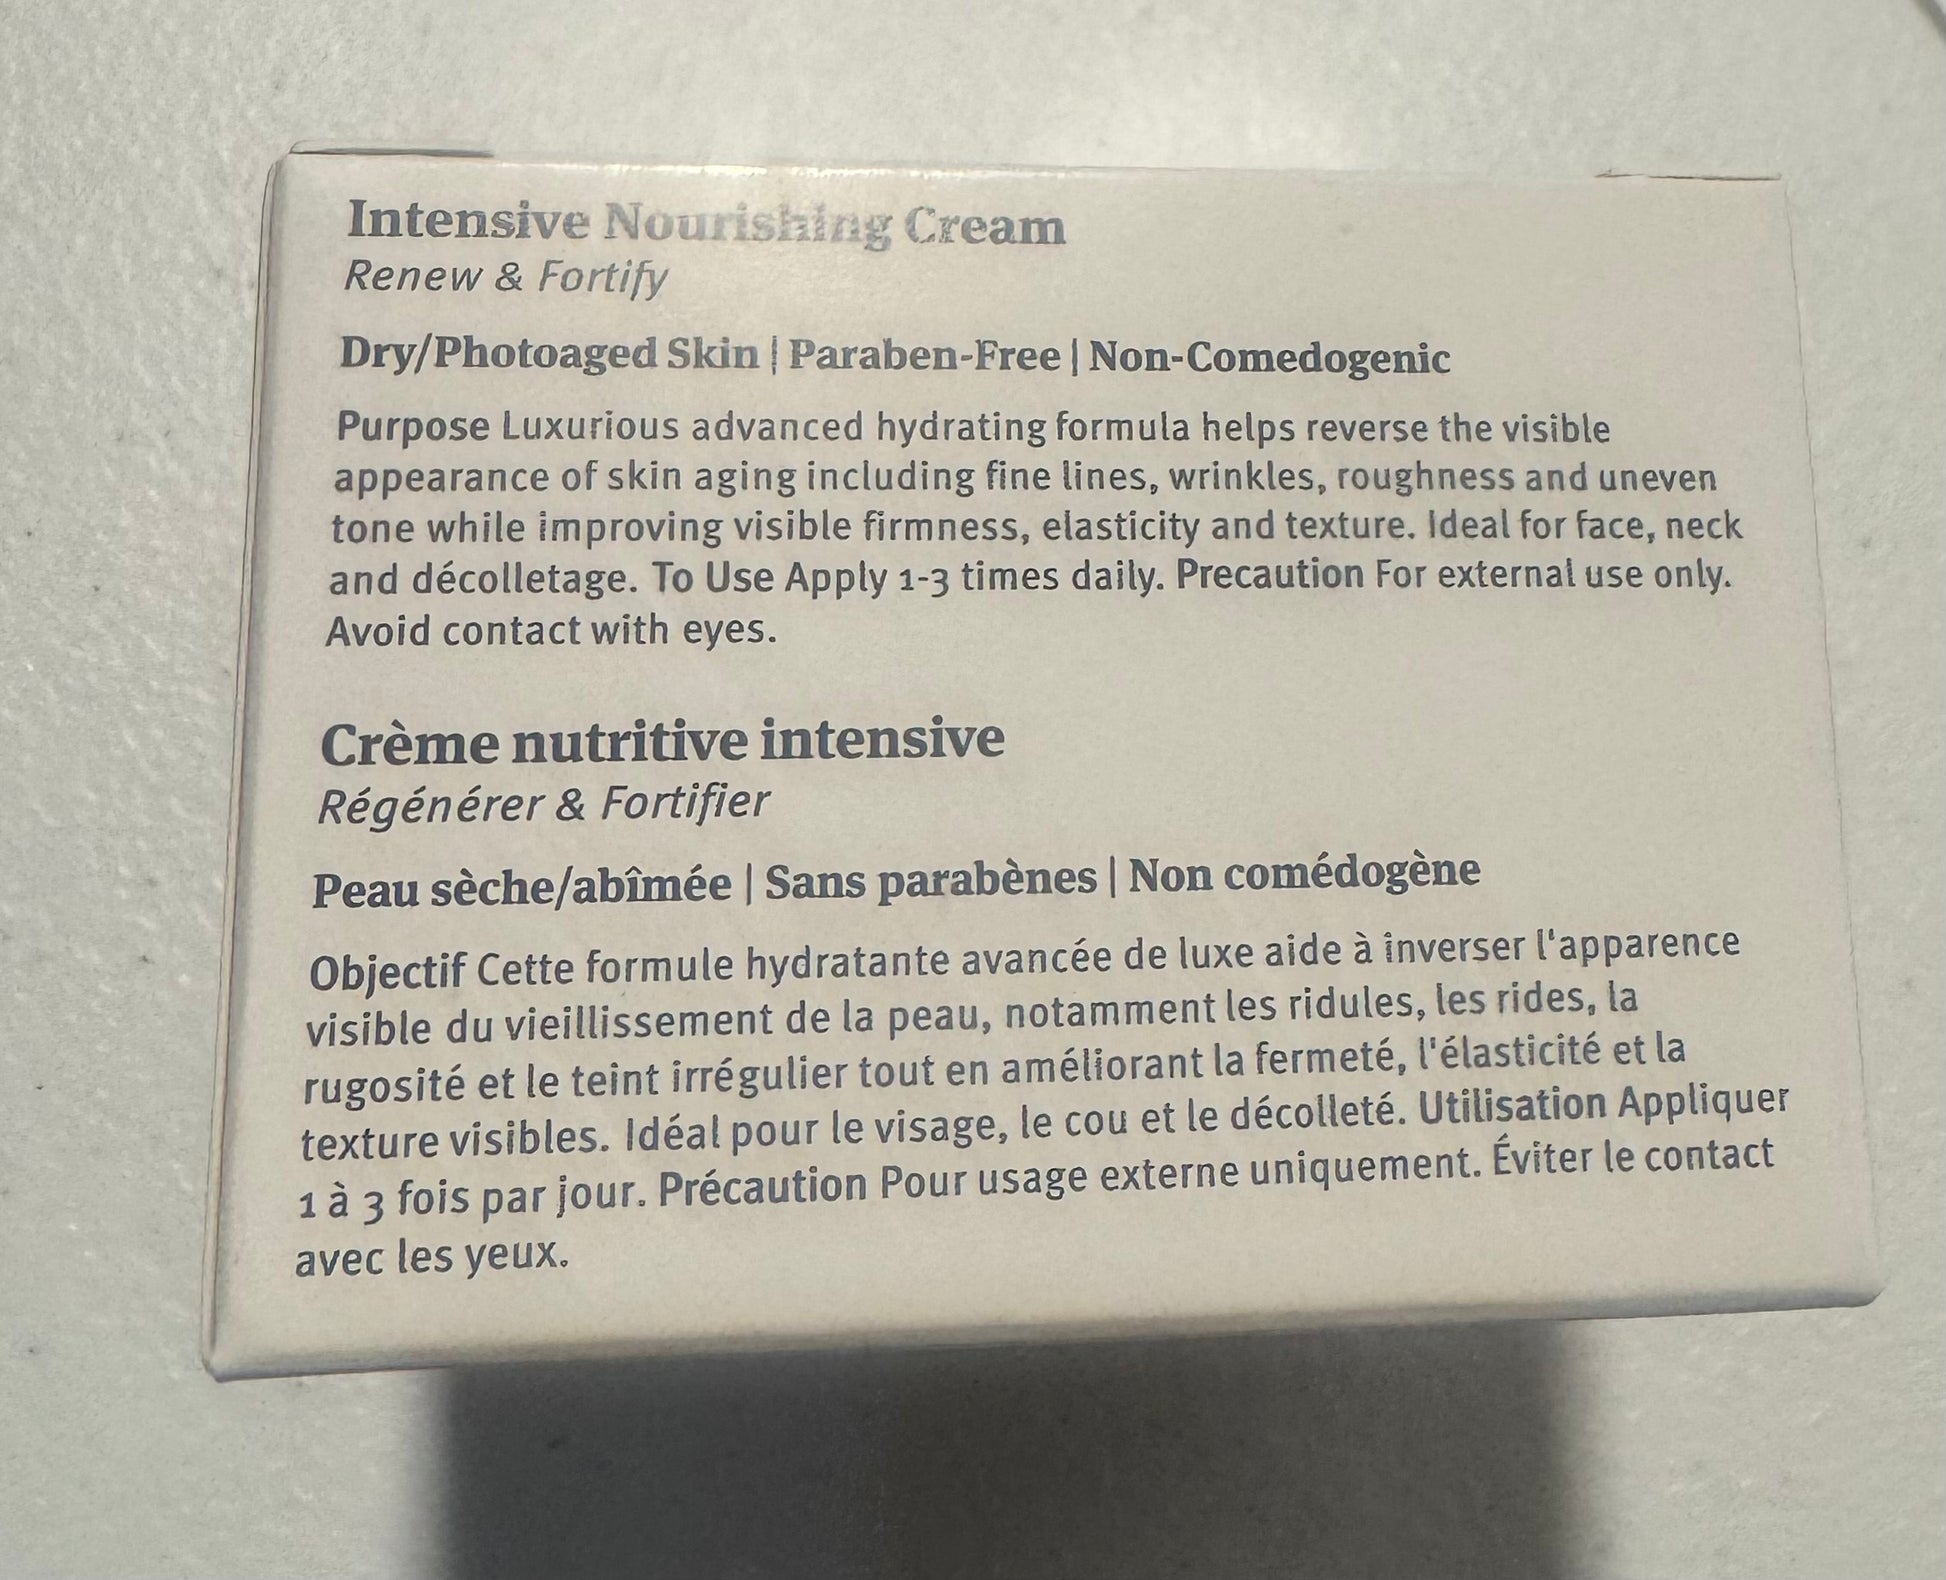 Intensive Nourishing Cream
Renew & Fortify
Dry/Photoaged Skin | Paraben-Free | Non-Comedogenic
Purpose Luxurious advanced hydrating formula helps reverse the visible
appearance of skin aging including fine lines, wrinkles, roughness and uneven
tone while improving visible firmness, elasticity and texture. Ideal for face, neck
and décolletage. To Use Apply 1-3 times daily. Precaution For external use only.
Avoid contact with eyes.
Crème nutritive intensive
Régénérer & Fortifier
Peau sèche/abîmée | Sans parabènes | Non comédogène
Objectif Cette formule hydratante avancée de luxe aide à inverser l'apparence
visible du vieillissement de la peau, notamment les ridules, les rides, la
rugosité et le teint irrégulier tout en améliorant la fermeté, l'élasticité et la
texture visibles. Idéal pour le visage, le cou et le décolleté. Utilisation Appliquer
1 à 3 fois par jour. Précaution Pour usage externe uniquement. Éviter le contact
avec les yeux.